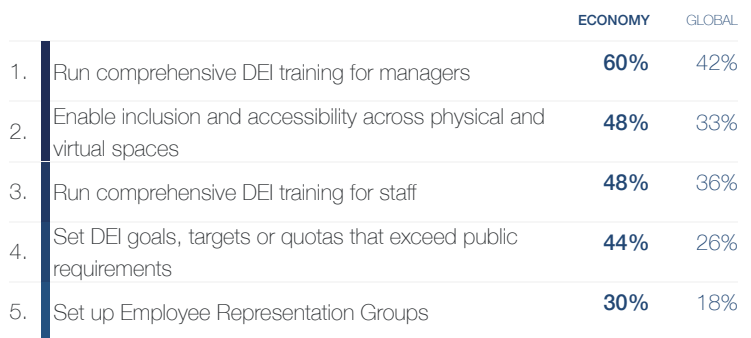 ECONOMY GLOBAL
1. Run comprehensive DEI training for managers 60% 42%
2. Enable inclusion and accessibility across physical and
virtual spaces 48% 33%
3. Run comprehensive DEI training for staff 48% 36%
4. Set DEI goals, targets or quotas that exceed public
requirements 44% 26%
5. Set up Employee Representation Groups 30% 18%